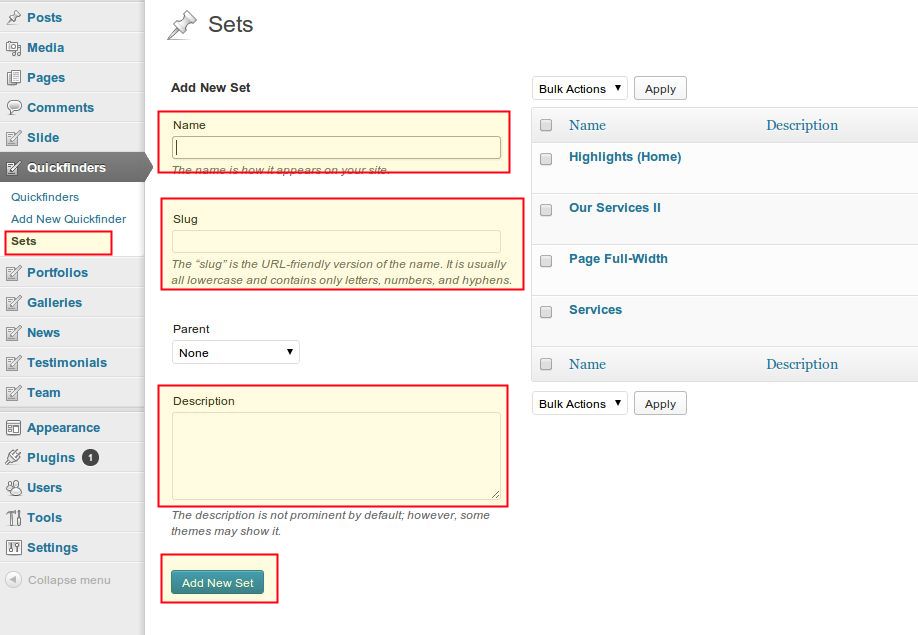 Posts
Media
Pages
Comments
Slide
Quickfinders
Quickfinders
Add New Quickfinder
Sets
Portfolios
Galleries
News
Testimonials
Team
Appearance
Plugins 1
Users
Tools
Settings
Collapse menu
Sets
Add New Set
Name
The name is how it appears on your site.
Slug
The “slug” is the URL-friendly version of the name. It is usually
all lowercase and contains only letters, numbers, and hyphens.
Parent
None
Description
The description is not prominent by default; however, some
themes may show it.
Add New Set
Bulk Actions Apply
Name Description
Highlights (Home)
Our Services II
Page Full-Width
Services
Name Description
Bulk Actions Apply